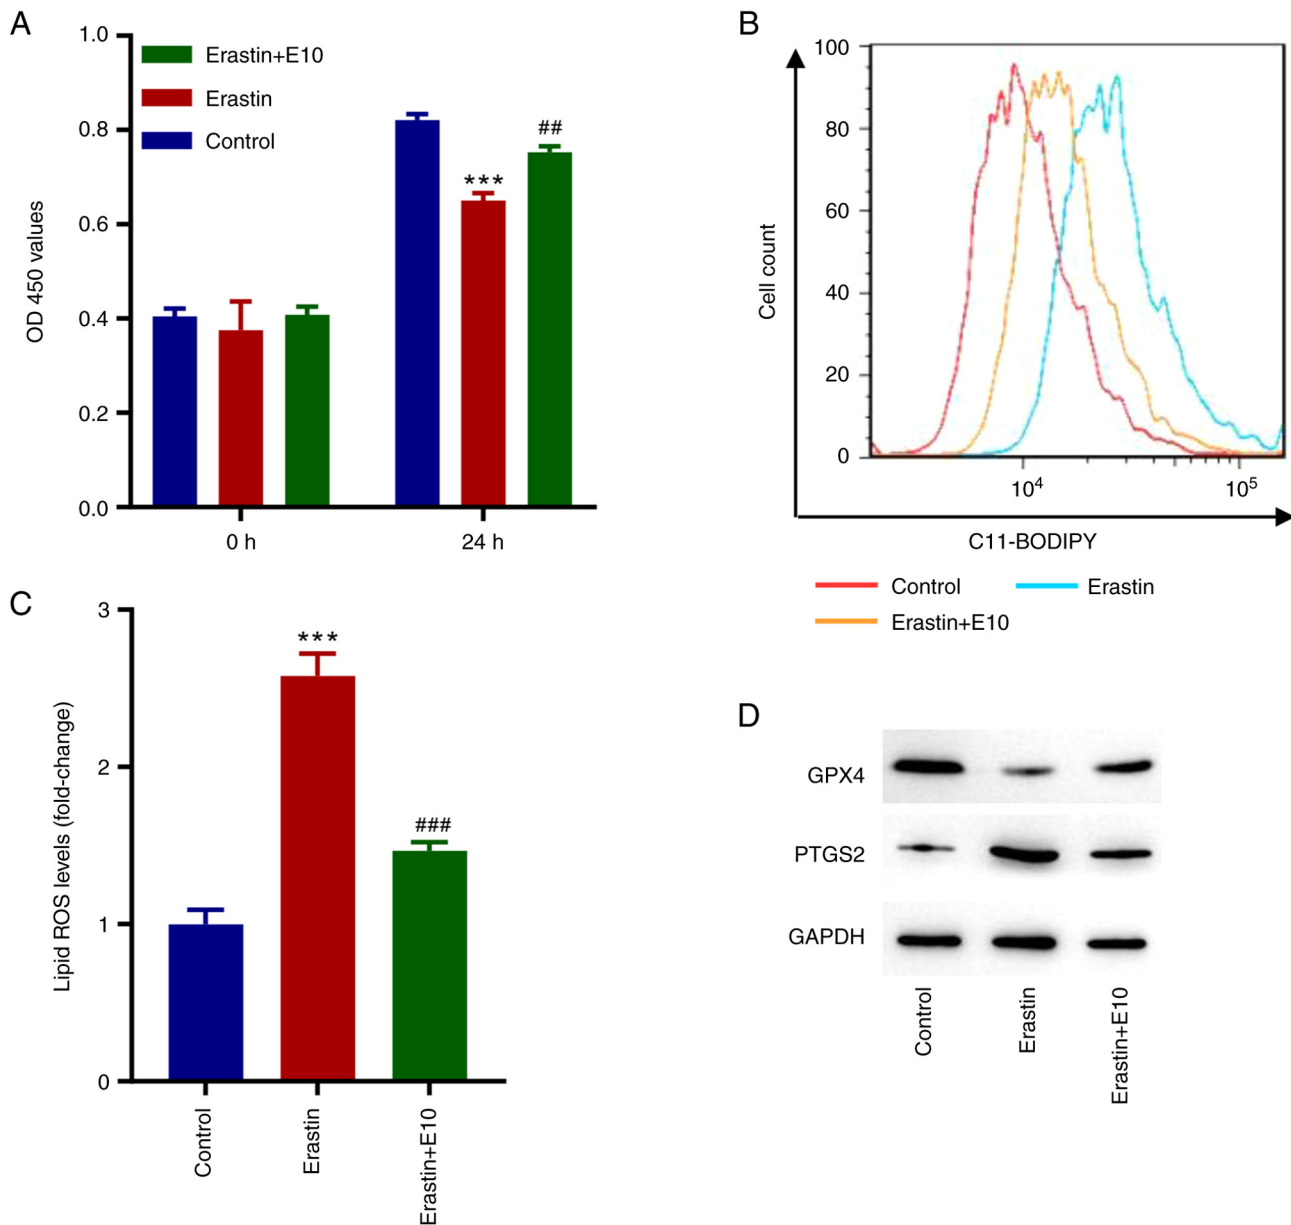 A
1.0
0.8
0.6
0.4
0.2
0.0
OD 450 values
Erastin+E10
Erastin
Control
***
##
0 h
24 h
B
100
80
60
40
20
0
Cell count
10⁴
10⁵
C11-BODIPY
Control
Erastin
Erastin+E10
C
3
2
1
0
Lipid ROS levels (fold-change)
***
###
Control
Erastin
Erastin+E10
D
GPX4
PTGS2
GAPDH
Control
Erastin
Erastin+E10